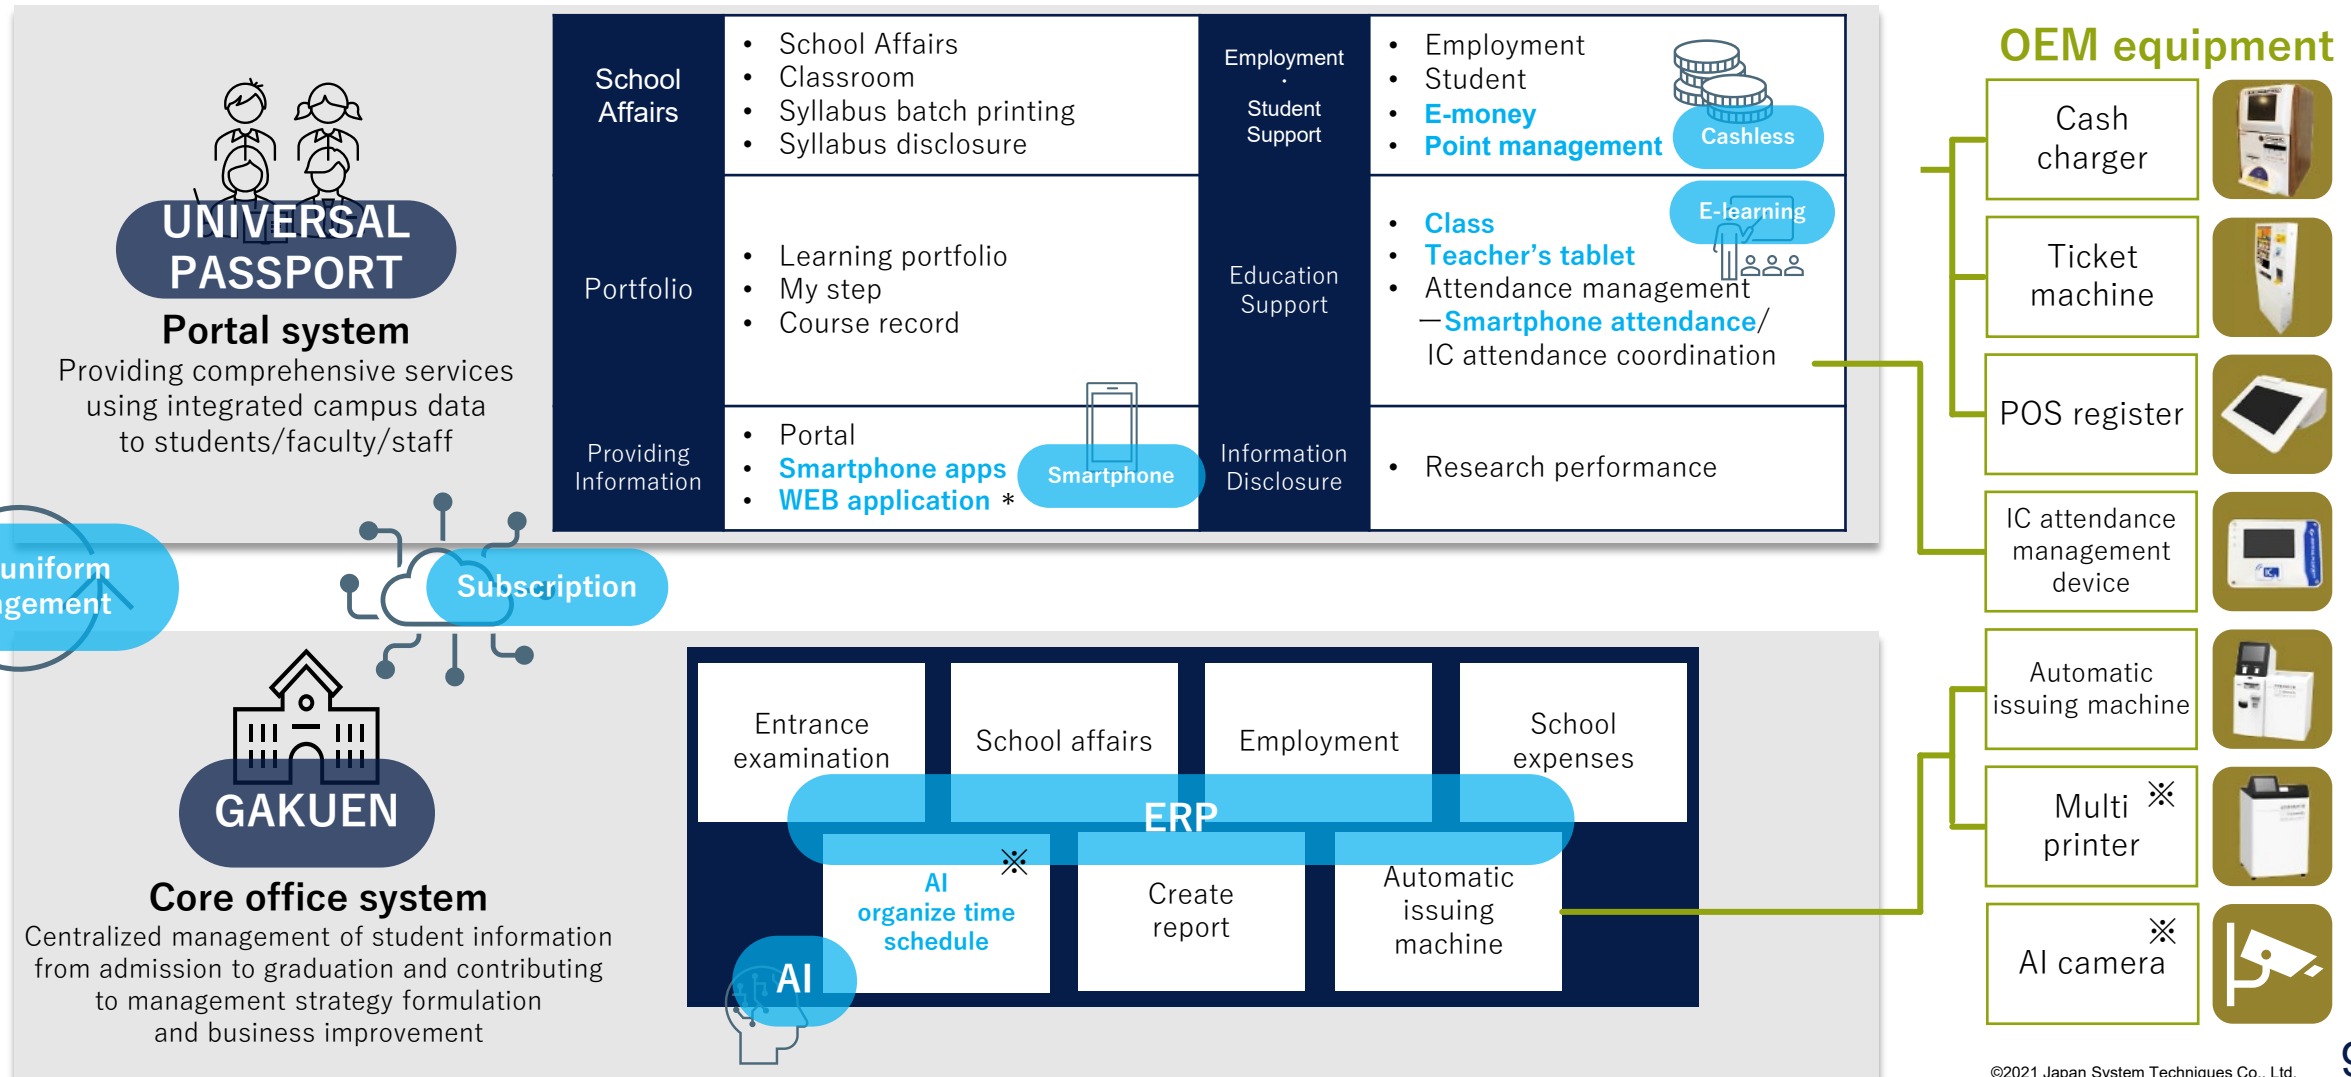 UNIVERSAL
PASSPORT
Portal system
Providing comprehensive services
using integrated campus data
to students/faculty/staff
School
Affairs
• School Affairs
• Classroom
• Syllabus batch printing
• Syllabus disclosure
Employment
・
Student
Support
• Employment
• Student
• E-money
• Point management
Cashless
Portfolio
• Learning portfolio
• My step
• Course record
Education
Support
• Class
• Teacher's tablet
• Attendance management
—Smartphone attendance/
IC attendance coordination
E-learning
Providing
Information
• Portal
• Smartphone apps
• WEB application *
Smartphone
Information
Disclosure
• Research performance
uniform
gement
Subscription
GAKUEN
Core office system
Centralized management of student information
from admission to graduation and contributing
to management strategy formulation
and business improvement
Entrance
examination
School affairs
Employment
School
expenses
ERP
※
AI
organize time
schedule
Create
report
Automatic
issuing
machine
AI
OEM equipment
Cash
charger
Ticket
machine
POS register
IC attendance
management
device
Automatic
issuing machine
Multi ※
printer
※
AI camera
©2021 Japan System Techniques Co., Ltd.